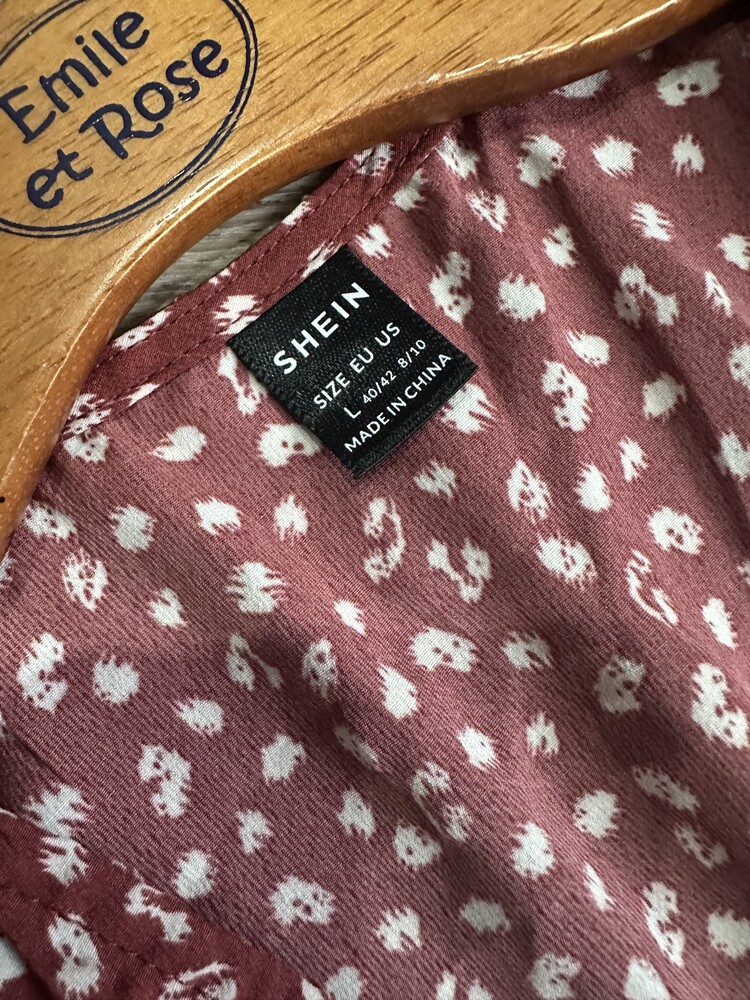 Emile
et Rose
SHEIN
SIZE EU US
L 40/42 8/10
MADE IN CHINA